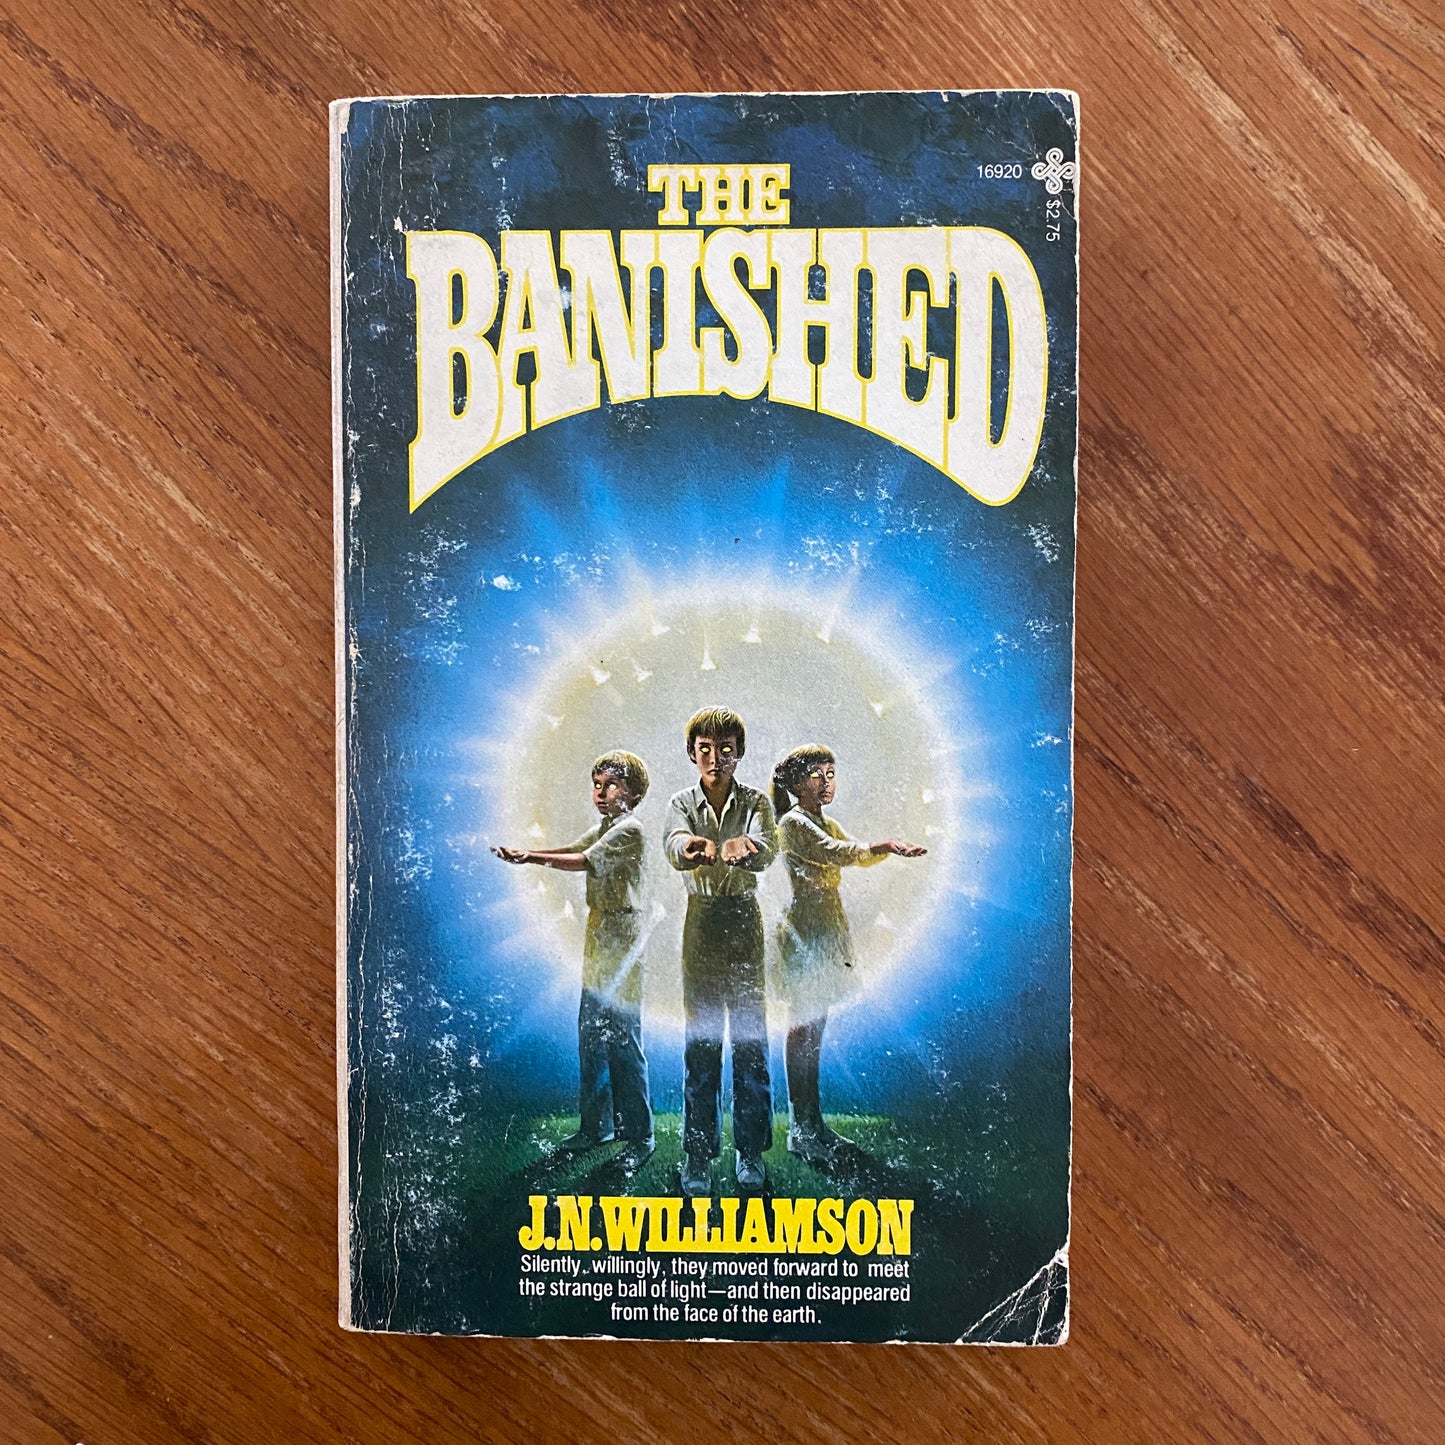 16920
$2.75
THE
BANISHED
J.N. WILLIAMSON
Silently, willingly, they moved forward to meet
the strange ball of light—and then disappeared
from the face of the earth.